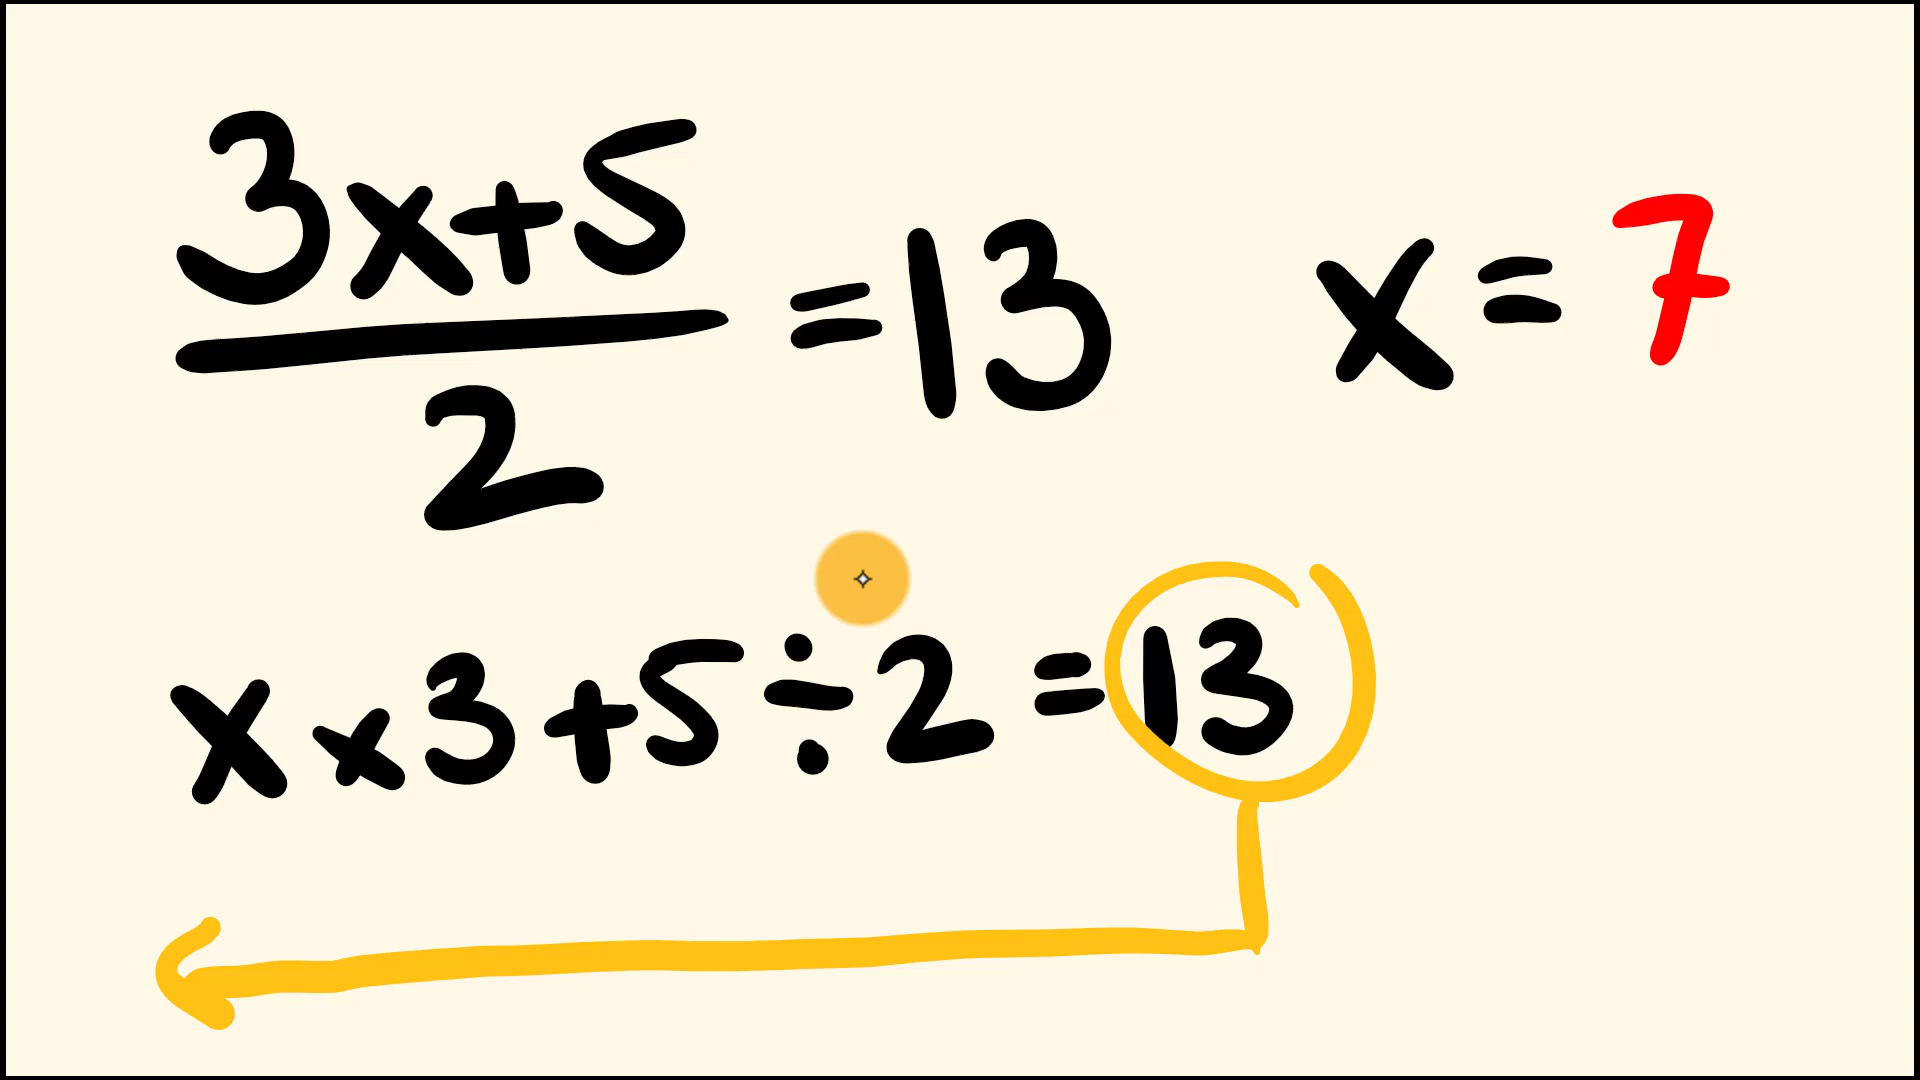 3x+5
= 13
2
x = 7
x × 3 + 5 ÷ 2 = 13